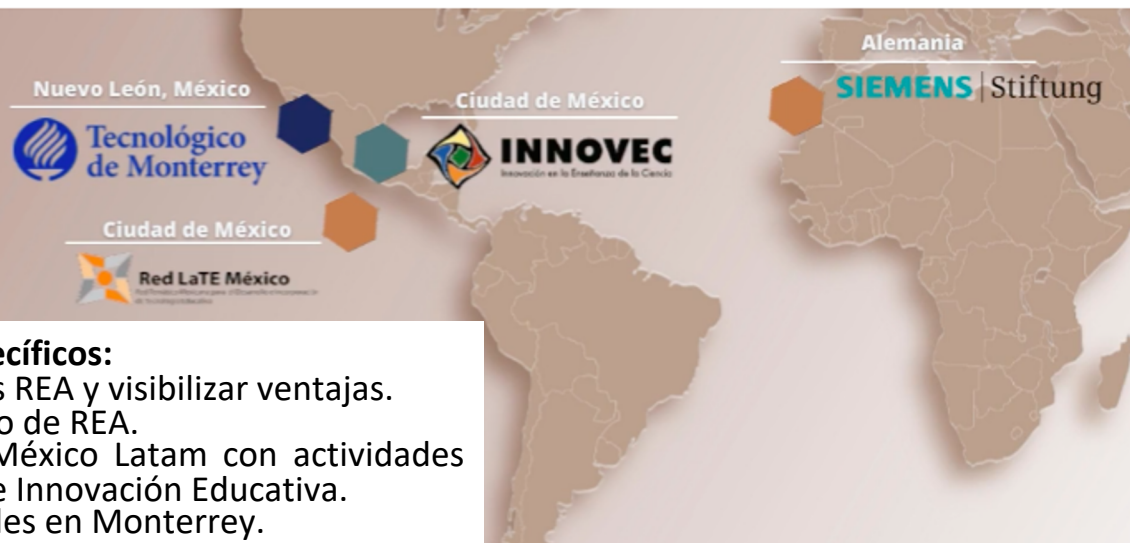 Alemania
SIEMENS | Stiftung
Nuevo León, México
Tecnológico
de Monterrey
Ciudad de México
INNOVEC
Innovación en la Enseñanza de la Ciencia
Ciudad de México
Red LaTE México
ecíficos:
s REA y visibilizar ventajas.
o de REA.
México Latam con actividades
e Innovación Educativa.
les en Monterrey.